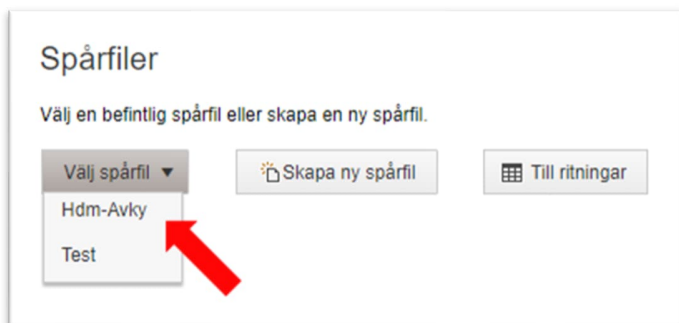 Spårfiler
Välj en befintlig spårfil eller skapa en ny spårfil.
Välj spårfil Skapa ny spårfil Till ritningar
Hdm-Avky
Test